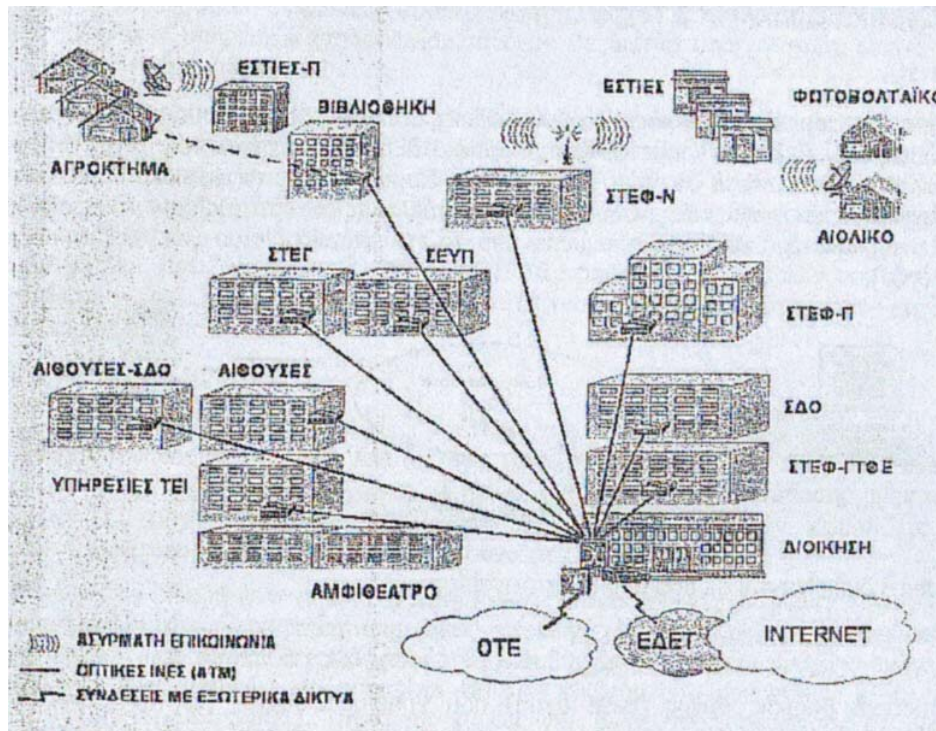 ΕΣΤΙΕΣ-Π
ΒΙΒΛΙΟΘΗΚΗ
ΕΣΤΙΕΣ
ΦΩΤΟΒΟΛΤΑΪΚΟ
ΑΓΡΟΚΤΗΜΑ
ΣΤΕΦ-Ν
ΑΙΟΛΙΚΟ
ΣΤΕΓ
ΣΕΥΠ
ΣΤΕΦ-Π
ΑΙΘΟΥΣΕΣ-ΣΔΟ
ΑΙΘΟΥΣΕΣ
ΣΔΟ
ΥΠΗΡΕΣΙΕΣ ΤΕΙ
ΣΤΕΦ-ΓΤΘΕ
ΔΙΟΙΚΗΣΗ
ΑΜΦΙΘΕΑΤΡΟ
ΟΤΕ
ΕΔΕΤ
INTERNET
ΑΣΥΡΜΑΤΗ ΕΠΙΚΟΙΝΩΝΙΑ
ΟΠΤΙΚΕΣ ΙΝΕΣ (ATM)
ΣΥΝΔΕΣΕΙΣ ΜΕ ΕΞΩΤΕΡΙΚΑ ΔΙΚΤΥΑ